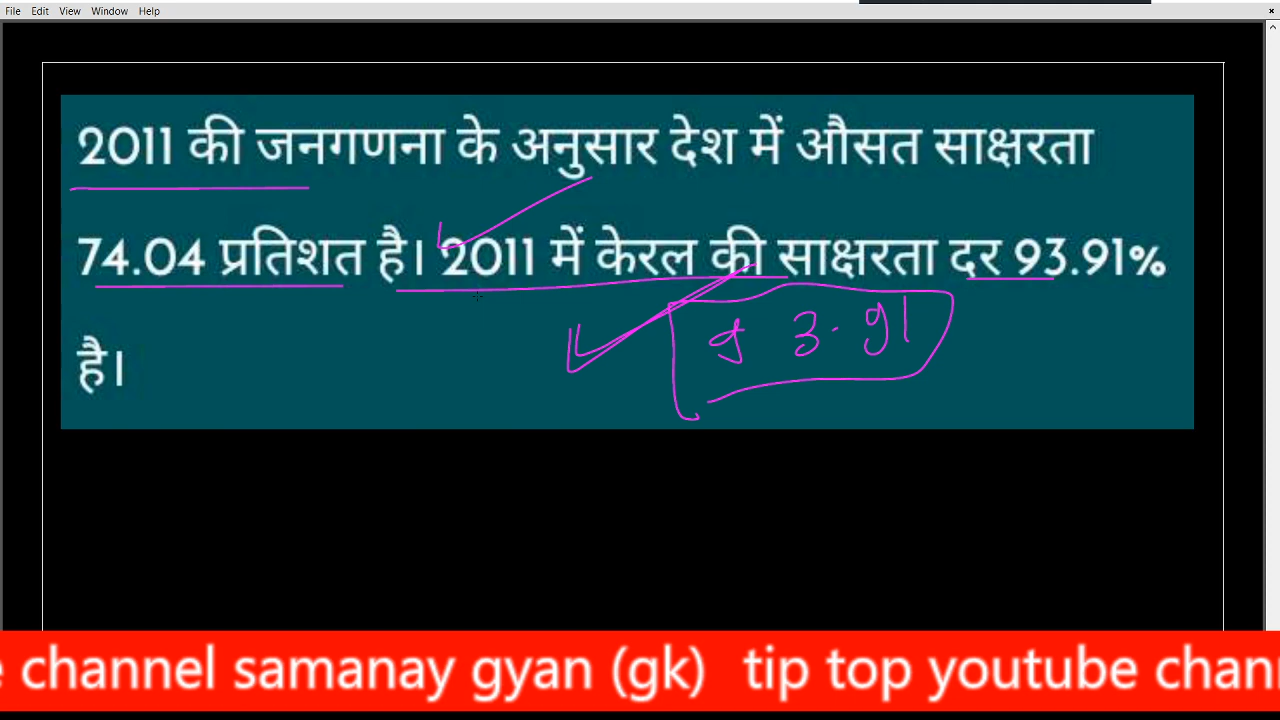 File Edit View Window Help
2011 की जनगणना के अनुसार देश में औसत साक्षरता
74.04 प्रतिशत है। 2011 में केरल की साक्षरता दर 93.91%
93.91
है।
channel samanay gyan (gk) tip top youtube chan